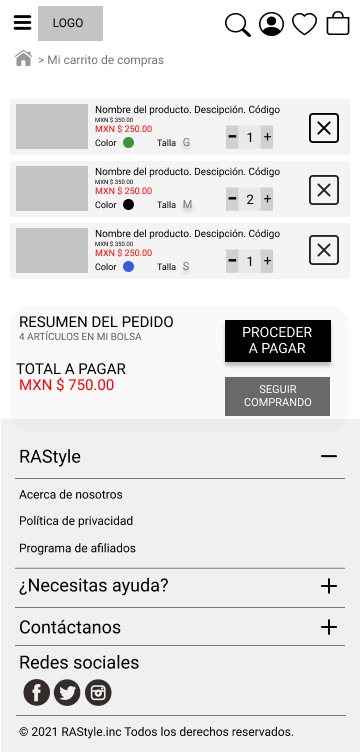 LOGO
> Mi carrito de compras
Nombre del producto. Descipción. Código
MXN $ 350.00
MXN $ 250.00
Color Talla G
1
Nombre del producto. Descipción. Código
MXN $ 350.00
MXN $ 250.00
Color Talla M
2
Nombre del producto. Descipción. Código
MXN $ 350.00
MXN $ 250.00
Color Talla S
1
RESUMEN DEL PEDIDO
4 ARTÍCULOS EN MI BOLSA
TOTAL A PAGAR
MXN $ 750.00
PROCEDER
A PAGAR
SEGUIR
COMPRANDO
RAStyle
Acerca de nosotros
Política de privacidad
Programa de afiliados
¿Necesitas ayuda?
Contáctanos
Redes sociales
© 2021 RAStyle.inc Todos los derechos reservados.